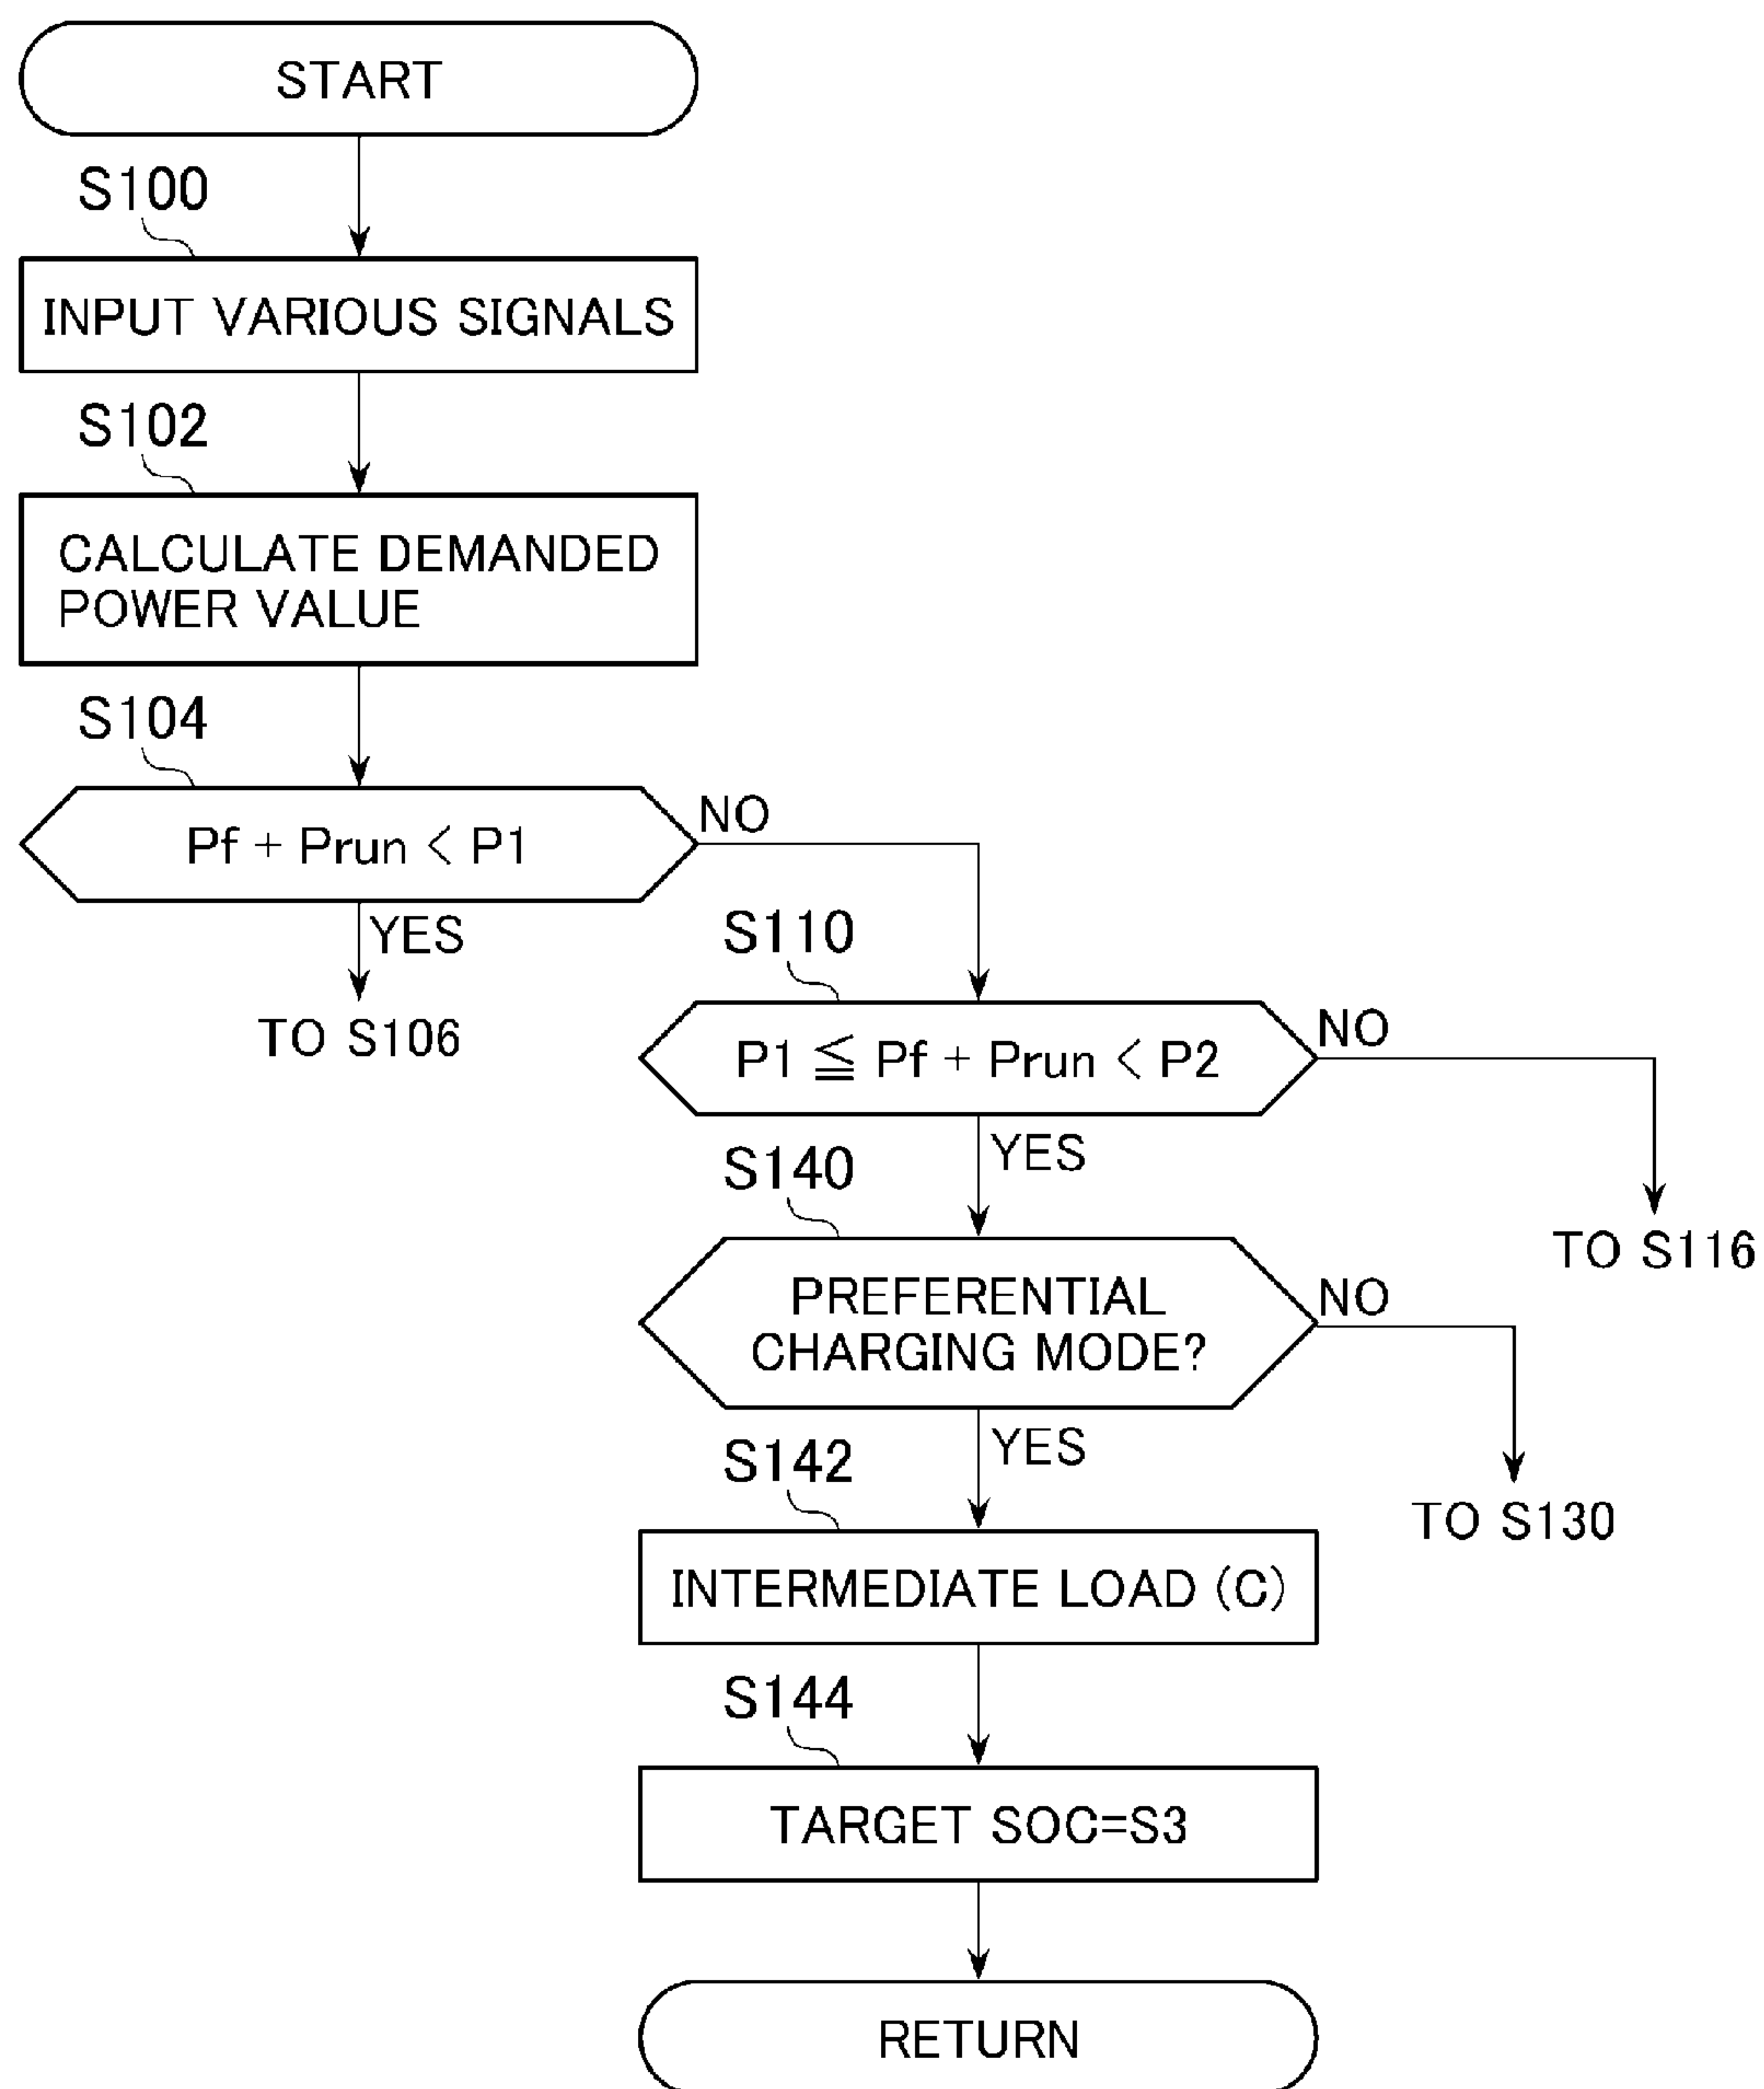 START
S100
INPUT VARIOUS SIGNALS
S102
CALCULATE DEMANDED
POWER VALUE
S104
Pf + Prun < P1
NO
YES
TO S106
S110
P1 ≦ Pf + Prun < P2
NO
YES
TO S116
S140
PREFERENTIAL
CHARGING MODE?
NO
YES
TO S130
S142
INTERMEDIATE LOAD (C)
S144
TARGET SOC=S3
RETURN